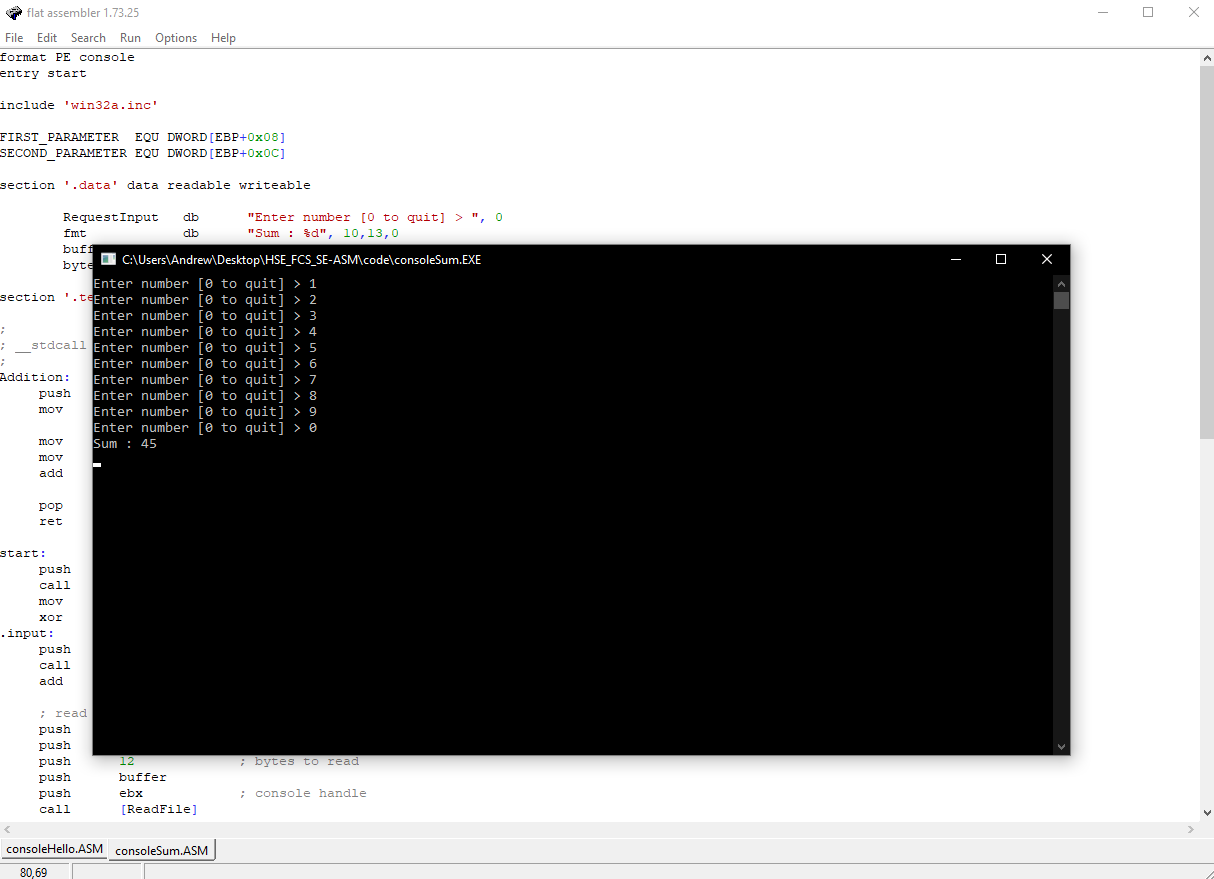 flat assembler 1.73.25
File Edit Search Run Options Help
format PE console
entry start
include 'win32a.inc'
FIRST_PARAMETER  EQU DWORD[EBP+0x08]
SECOND_PARAMETER EQU DWORD[EBP+0x0C]
section '.data' data readable writeable
RequestInput   db      "Enter number [0 to quit] > ", 0
fmt            db      "Sum : %d", 10,13,0
buff
byte
C:\Users\Andrew\Desktop\HSE_FCS_SE-ASM\code\consoleSum.EXE
Enter number [0 to quit] > 1
Enter number [0 to quit] > 2
Enter number [0 to quit] > 3
Enter number [0 to quit] > 4
Enter number [0 to quit] > 5
Enter number [0 to quit] > 6
Enter number [0 to quit] > 7
Enter number [0 to quit] > 8
Enter number [0 to quit] > 9
Enter number [0 to quit] > 0
Sum : 45
section '.te
;
; __stdcall
;
Addition:
push
mov
mov
mov
add
pop
ret
start:
push
call
mov
xor
.input:
push
call
add
; read
push
push
push      12             ; bytes to read
push      buffer
push      ebx            ; console handle
call      [ReadFile]
consoleHello.ASM consoleSum.ASM
80,69